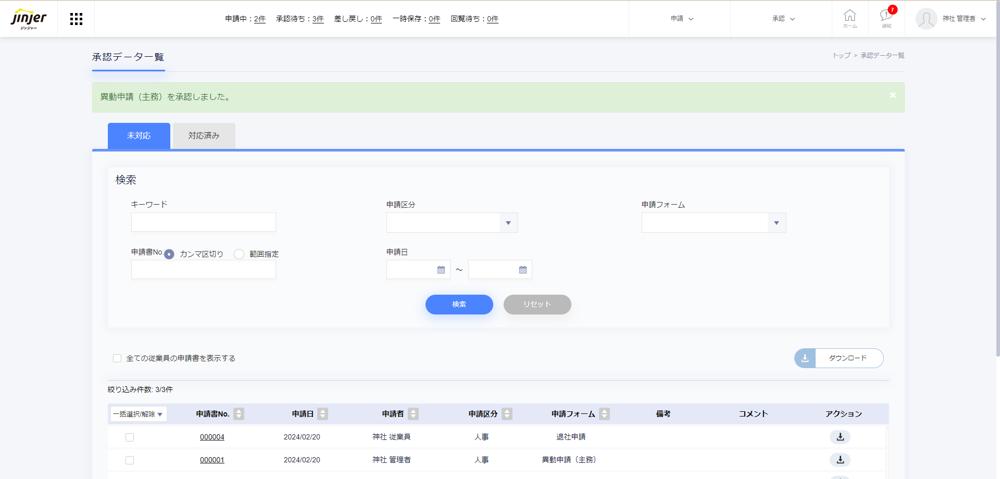 jinjer
ジンジャー
申請中：2件 承認待ち：3件 差し戻し：0件 一時保存：0件 回覧待ち：0件
申請
承認
ホーム
7
通知
神社 管理者
承認データ一覧
トップ > 承認データ一覧
異動申請（主務）を承認しました。
×
未対応
対応済み
検索
キーワード
申請区分
申請フォーム
申請書No.
カンマ区切り
範囲指定
申請日
～
検索
リセット
全ての従業員の申請書を表示する
ダウンロード
絞り込み件数: 3/3件
一括選択/解除 申請書No. 申請日 申請者 申請区分 申請フォーム 備考 コメント アクション
000004 2024/02/20 神社 従業員 人事 退社申請
000001 2024/02/20 神社 管理者 人事 異動申請（主務）